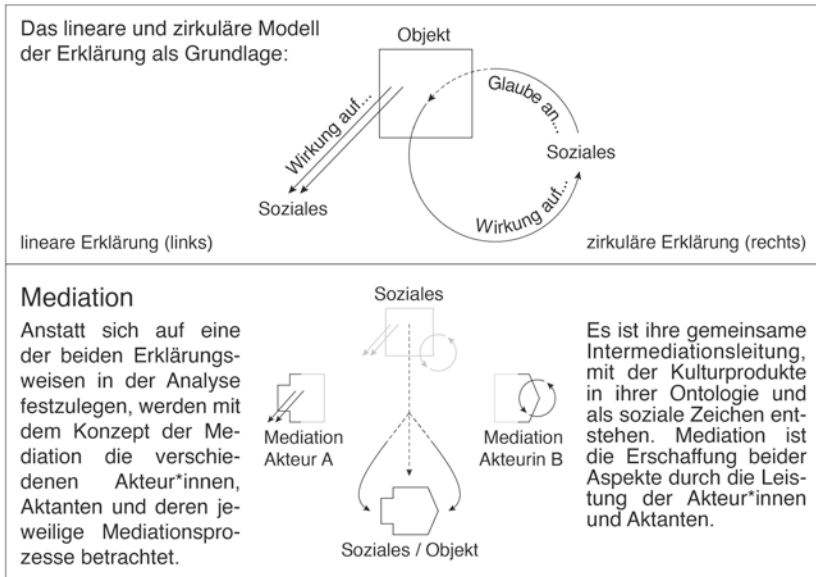 Das lineare und zirkuläre Modell
der Erklärung als Grundlage:
Objekt
Wirkung auf...
Glaube an...
Soziales
Soziales
Wirkung auf...
lineare Erklärung (links)
zirkuläre Erklärung (rechts)
Mediation
Anstatt sich auf eine
der beiden Erklärungs-
weisen in der Analyse
festzulegen, werden mit
dem Konzept der Me-
diation die verschie-
denen Akteur*innen,
Aktanten und deren je-
weilige Mediationspro-
zesse betrachtet.
Soziales
Mediation
Akteur A
Mediation
Akteurin B
Soziales / Objekt
Es ist ihre gemeinsame
Intermediationsleitung,
mit der Kulturprodukte
in ihrer Ontologie und
als soziale Zeichen ent-
stehen. Mediation ist
die Erschaffung beider
Aspekte durch die Leis-
tung der Akteur*innen
und Aktanten.